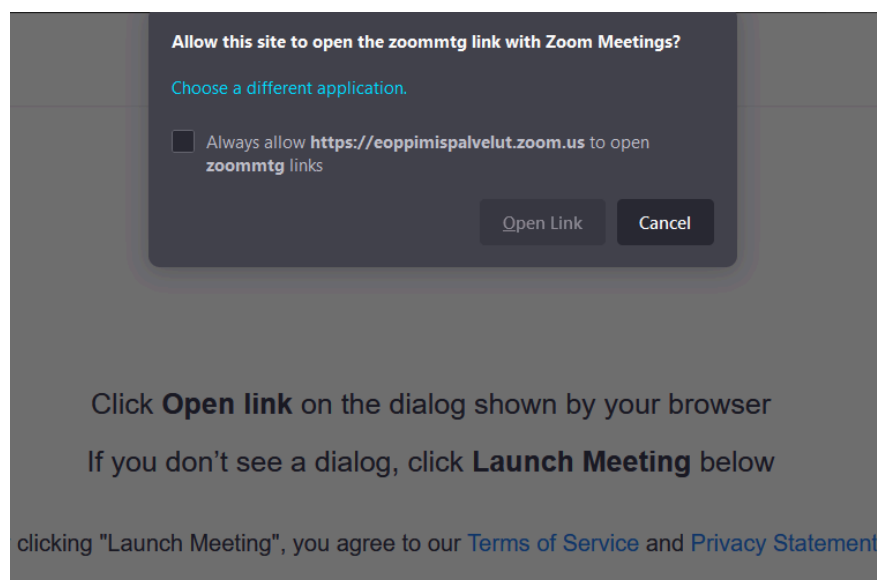 Allow this site to open the zoommtg link with Zoom Meetings?
Choose a different application.
Always allow https://eoppimispalvelut.zoom.us to open
zoommtg links
Open Link
Cancel
Click Open link on the dialog shown by your browser
If you don’t see a dialog, click Launch Meeting below
clicking "Launch Meeting", you agree to our Terms of Service and Privacy Statement